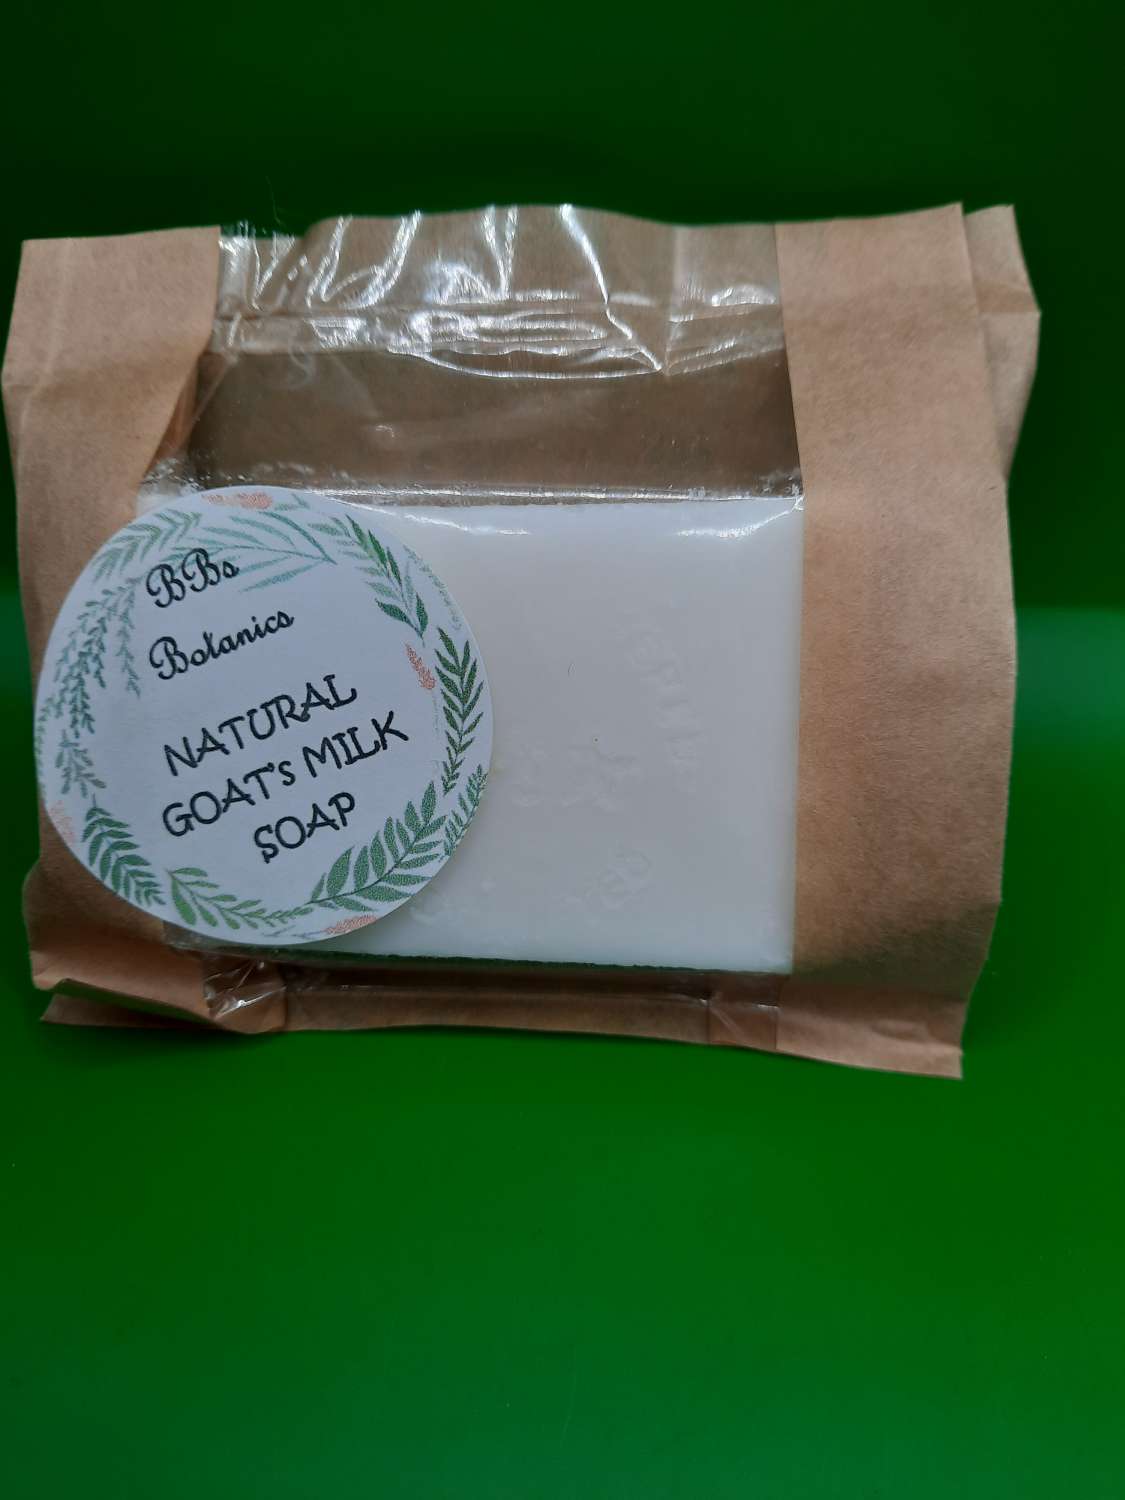 BBs
Botanics
NATURAL
GOAT'S MILK
SOAP